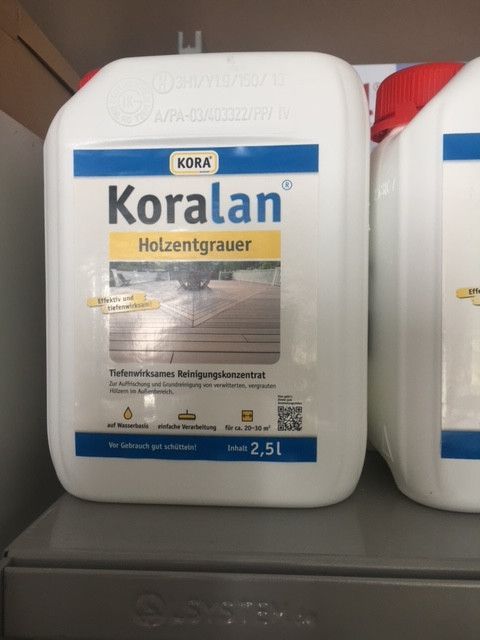 3H1/Y1.9/150/ 13
A/PA-03/403322/PP/ IV
KORA®
Koralan®
Holzentgrauer
Effektiv und
tiefenwirksam!
Tiefenwirksames Reinigungskonzentrat
Zur Auffrischung und Grundreinigung von verwitterten, vergrauten
Hölzern im Außenbereich.
auf Wasserbasis einfache Verarbeitung für ca. 20–30 m²
Vor Gebrauch gut schütteln! Inhalt 2,5 l